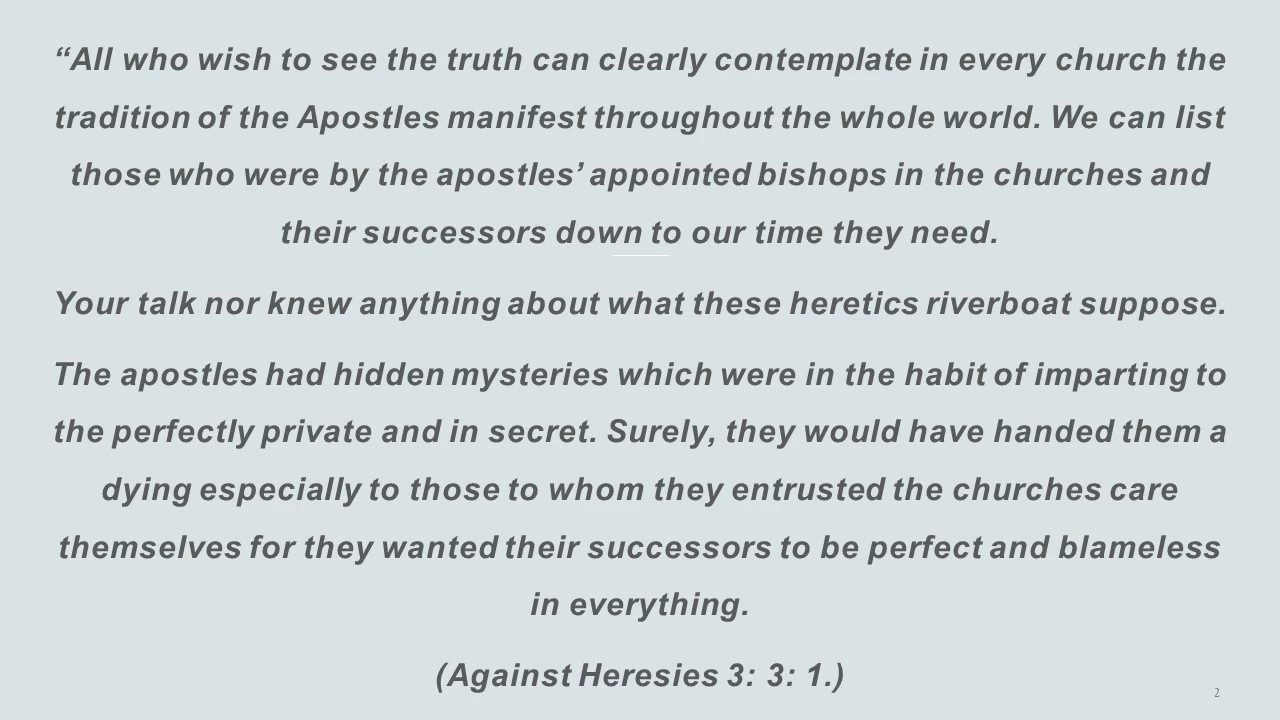 “All who wish to see the truth can clearly contemplate in every church the
tradition of the Apostles manifest throughout the whole world. We can list
those who were by the apostles’ appointed bishops in the churches and
their successors down to our time they need.
Your talk nor knew anything about what these heretics riverboat suppose.
The apostles had hidden mysteries which were in the habit of imparting to
the perfectly private and in secret. Surely, they would have handed them a
dying especially to those to whom they entrusted the churches care
themselves for they wanted their successors to be perfect and blameless
in everything.
(Against Heresies 3: 3: 1.)
2